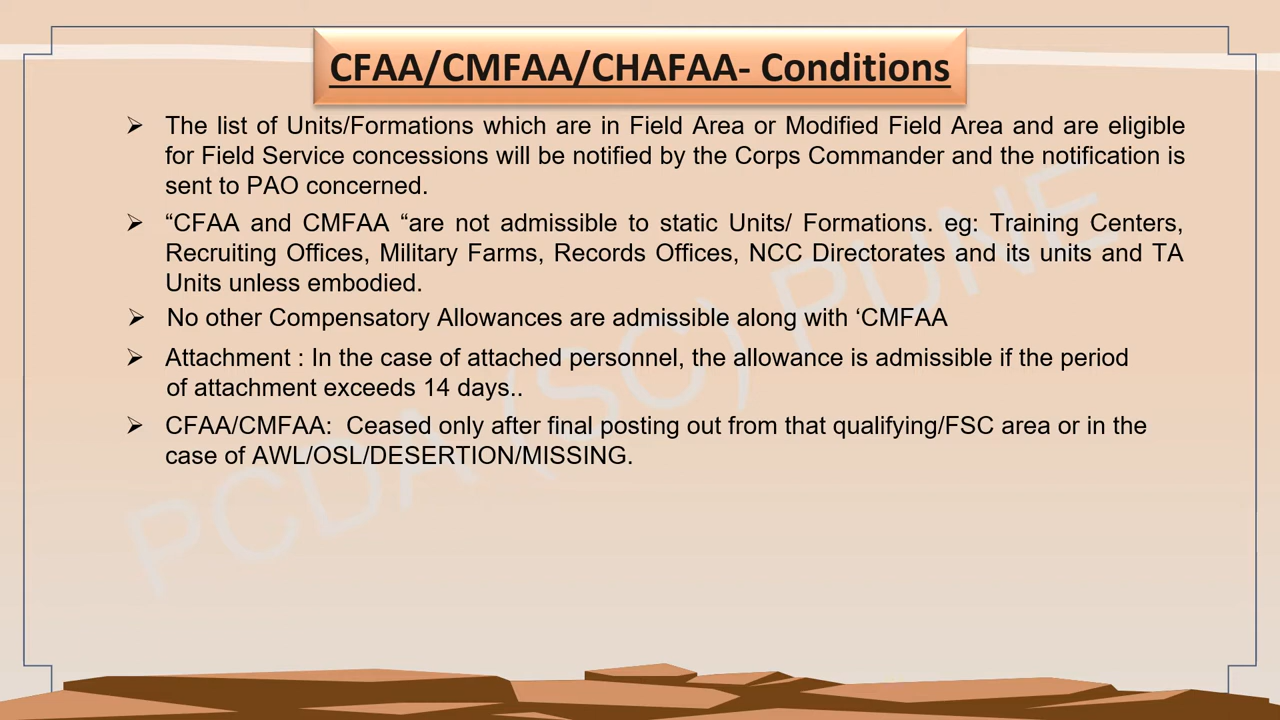 CFAA/CMFAA/CHAFAA- Conditions
➢ The list of Units/Formations which are in Field Area or Modified Field Area and are eligible
for Field Service concessions will be notified by the Corps Commander and the notification is
sent to PAO concerned.
➢ “CFAA and CMFAA “are not admissible to static Units/ Formations. eg: Training Centers,
Recruiting Offices, Military Farms, Records Offices, NCC Directorates and its units and TA
Units unless embodied.
➢ No other Compensatory Allowances are admissible along with ‘CMFAA
➢ Attachment : In the case of attached personnel, the allowance is admissible if the period
of attachment exceeds 14 days..
➢ CFAA/CMFAA: Ceased only after final posting out from that qualifying/FSC area or in the
case of AWL/OSL/DESERTION/MISSING.
PCDA (SC) PUNE